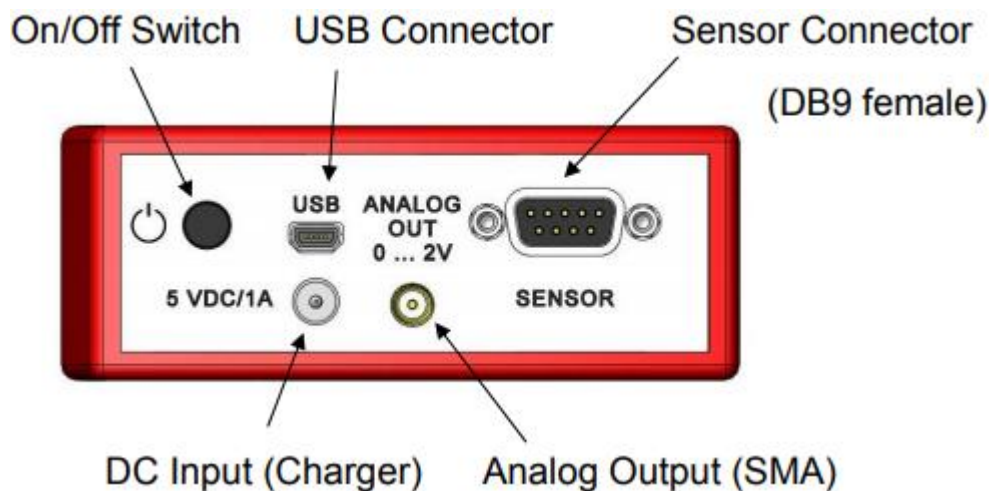 On/Off Switch
USB Connector
Sensor Connector
(DB9 female)
USB
ANALOG
OUT
0 ... 2V
5 VDC/1A
SENSOR
DC Input (Charger)
Analog Output (SMA)